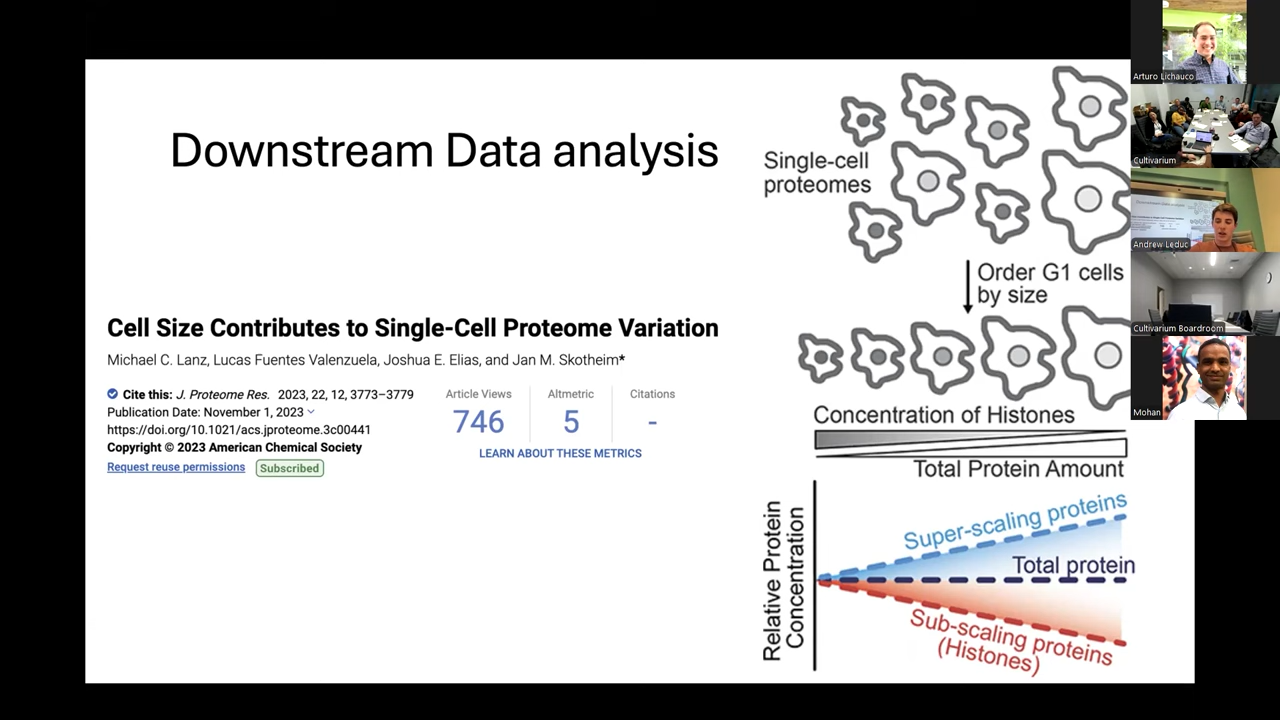 Downstream Data analysis
Cell Size Contributes to Single-Cell Proteome Variation
Michael C. Lanz, Lucas Fuentes Valenzuela, Joshua E. Elias, and Jan M. Skotheim*
Cite this: J. Proteome Res. 2023, 22, 12, 3773–3779
Publication Date: November 1, 2023
https://doi.org/10.1021/acs.jproteome.3c00441
Copyright © 2023 American Chemical Society
Request reuse permissions
Subscribed
Article Views
746
Altmetric
5
Citations
-
LEARN ABOUT THESE METRICS
Single-cell
proteomes
Order G1 cells
by size
Concentration of Histones
Total Protein Amount
Relative Protein
Concentration
Super-scaling proteins
Total protein
Sub-scaling proteins
(Histones)
Arturo Lichauco
Cultivarium
Andrew Leduc
Cultivarium Boardroom
Mohan